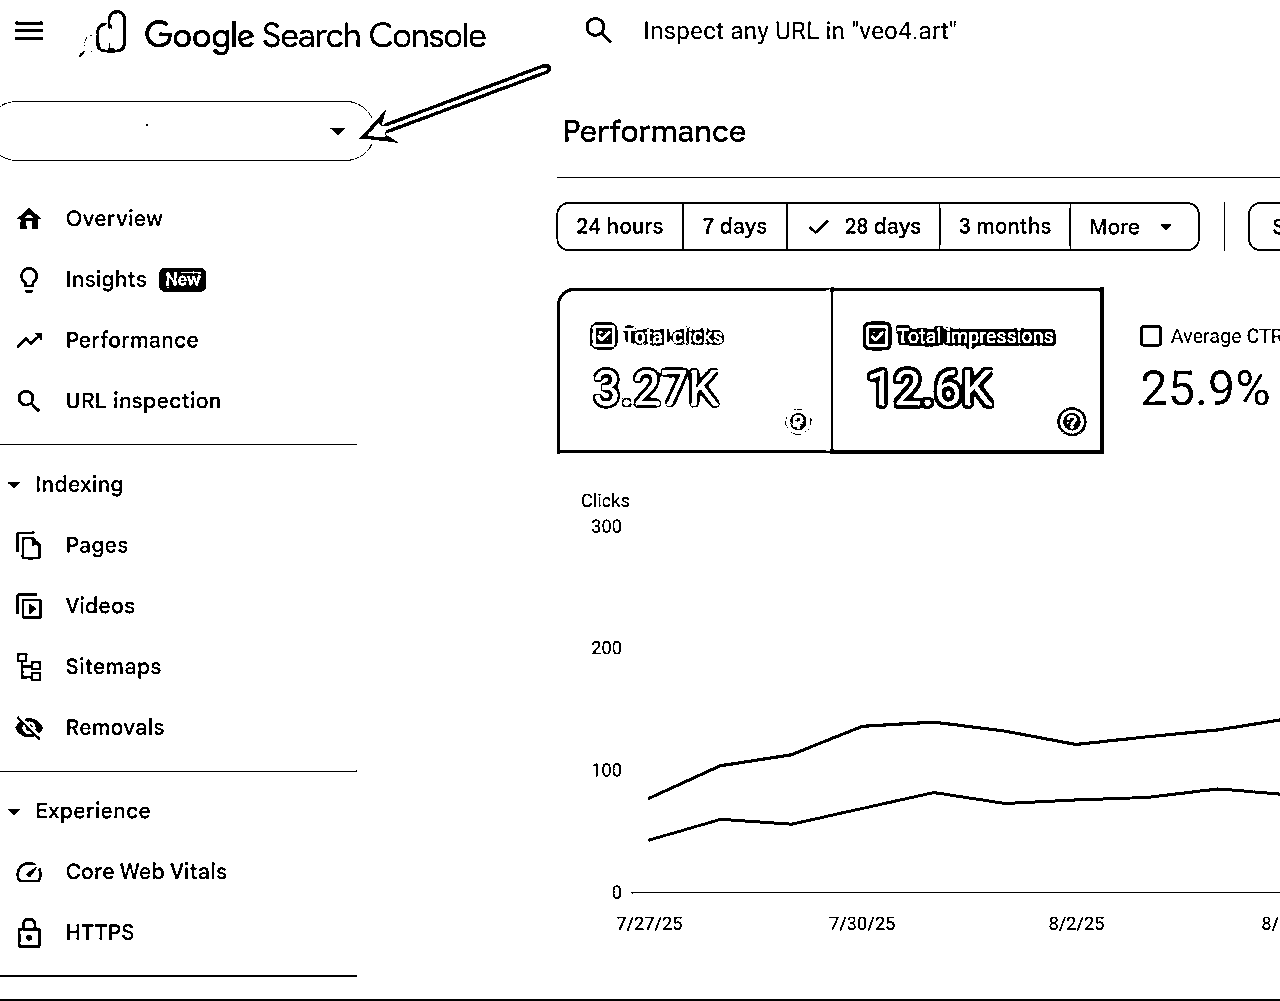 Google Search Console
Inspect any URL in "veo4.art"
Performance
24 hours
7 days
28 days
3 months
More
Overview
Insights New
Performance
URL inspection
Indexing
Pages
Videos
Sitemaps
Removals
Experience
Core Web Vitals
HTTPS
Total clicks
3.27K
Total impressions
12.6K
Average CTR
25.9%
Clicks
300
200
100
0
7/27/25
7/30/25
8/2/25
8/